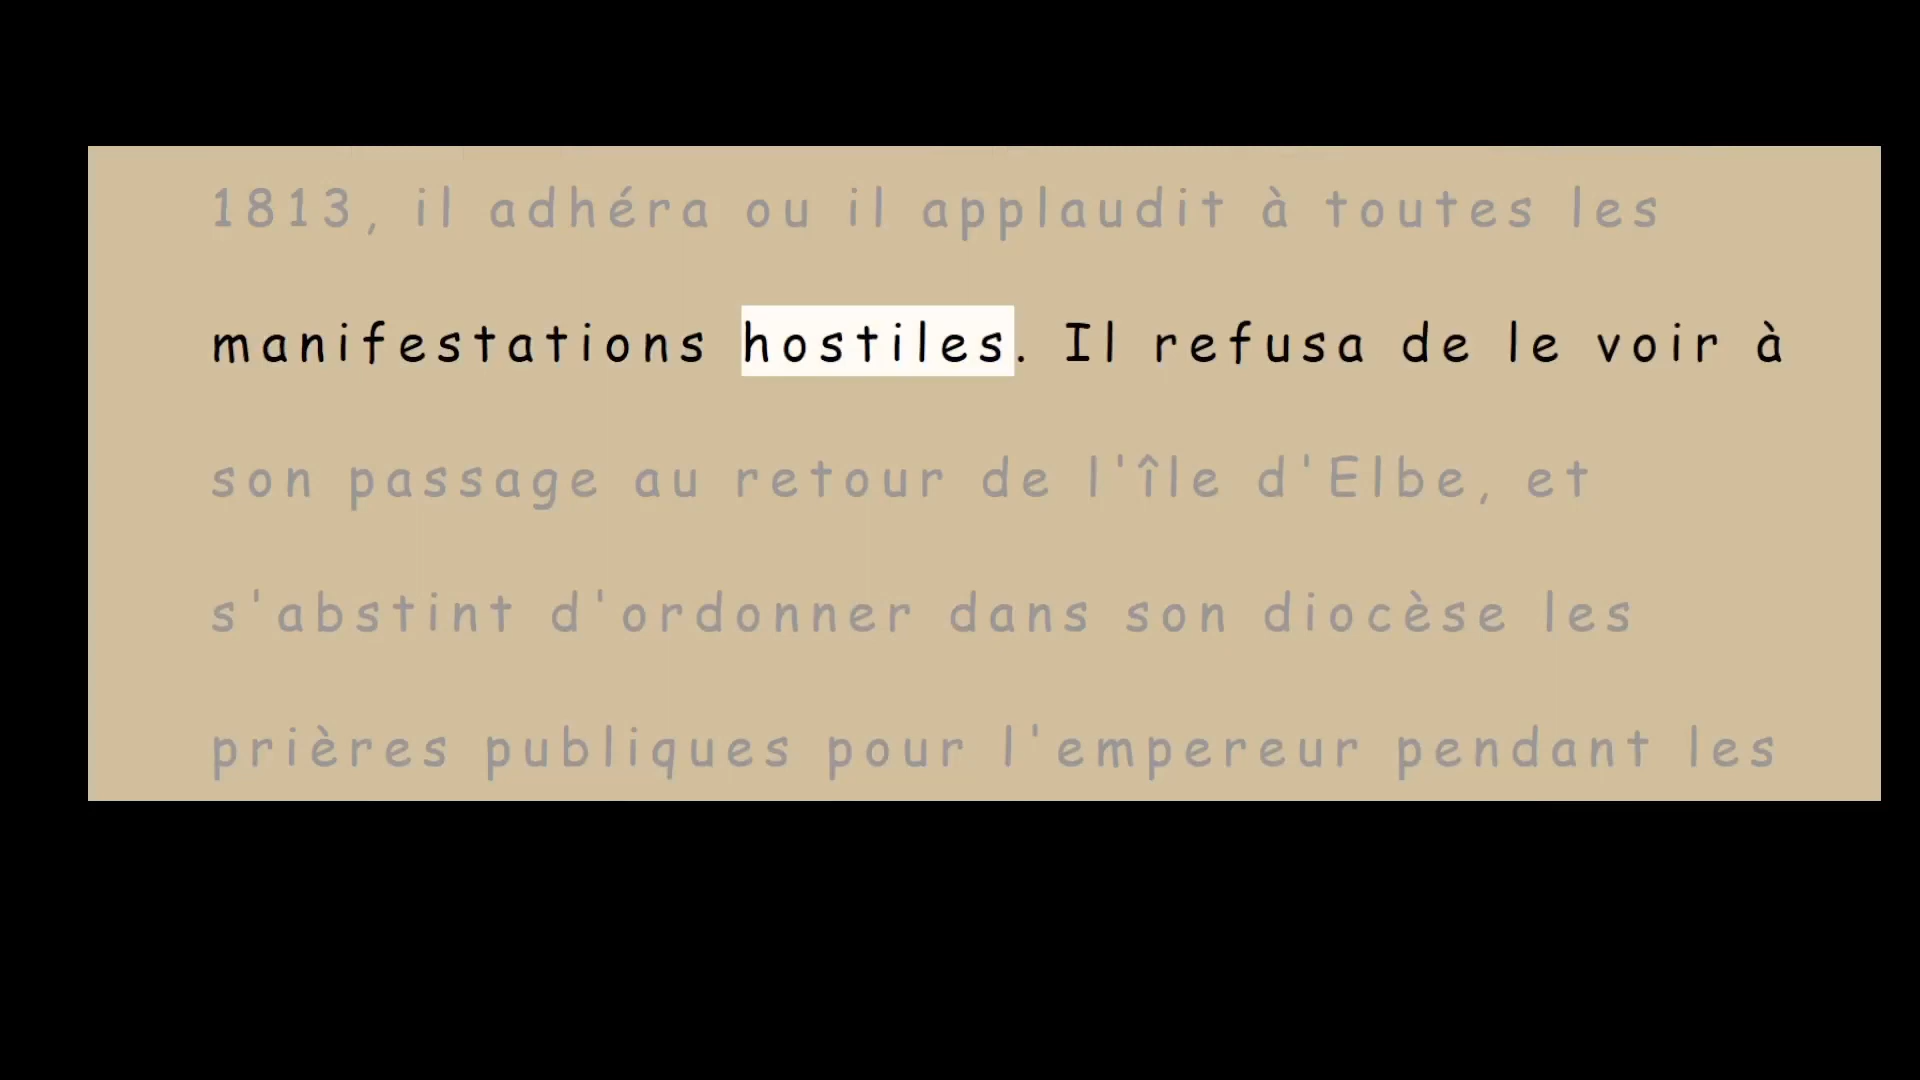 1813, il adhéra ou il applaudit à toutes les
manifestations hostiles. Il refusa de le voir à
son passage au retour de l'île d'Elbe, et
s'abstint d'ordonner dans son diocèse les
prières publiques pour l'empereur pendant les